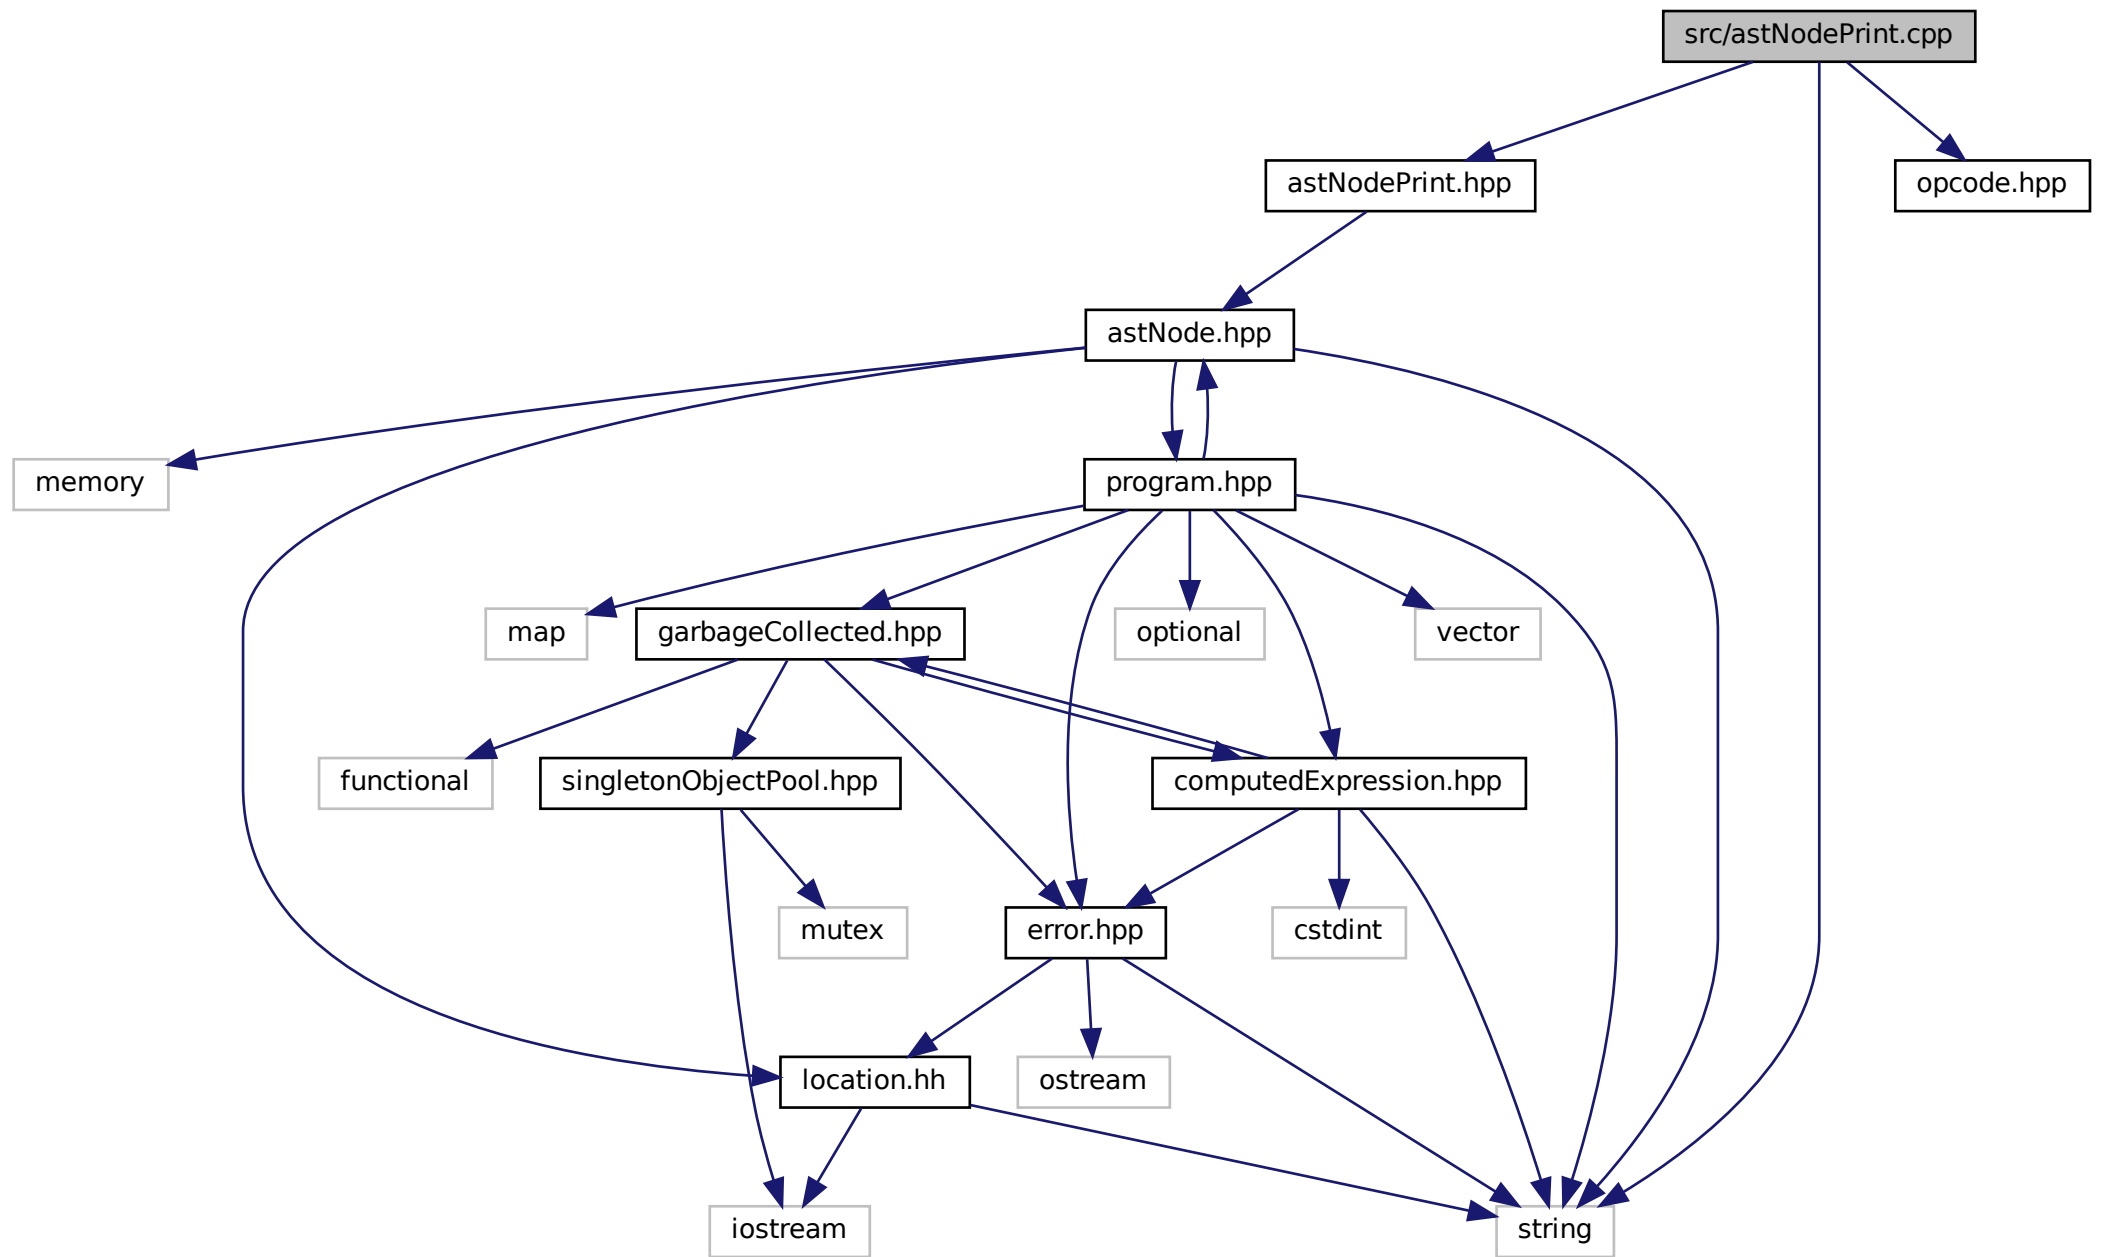 src/astNodePrint.cpp
astNodePrint.hpp
opcode.hpp
astNode.hpp
memory
program.hpp
map
garbageCollected.hpp
optional
vector
functional
singletonObjectPool.hpp
computedExpression.hpp
mutex
error.hpp
cstdint
location.hh
ostream
iostream
string